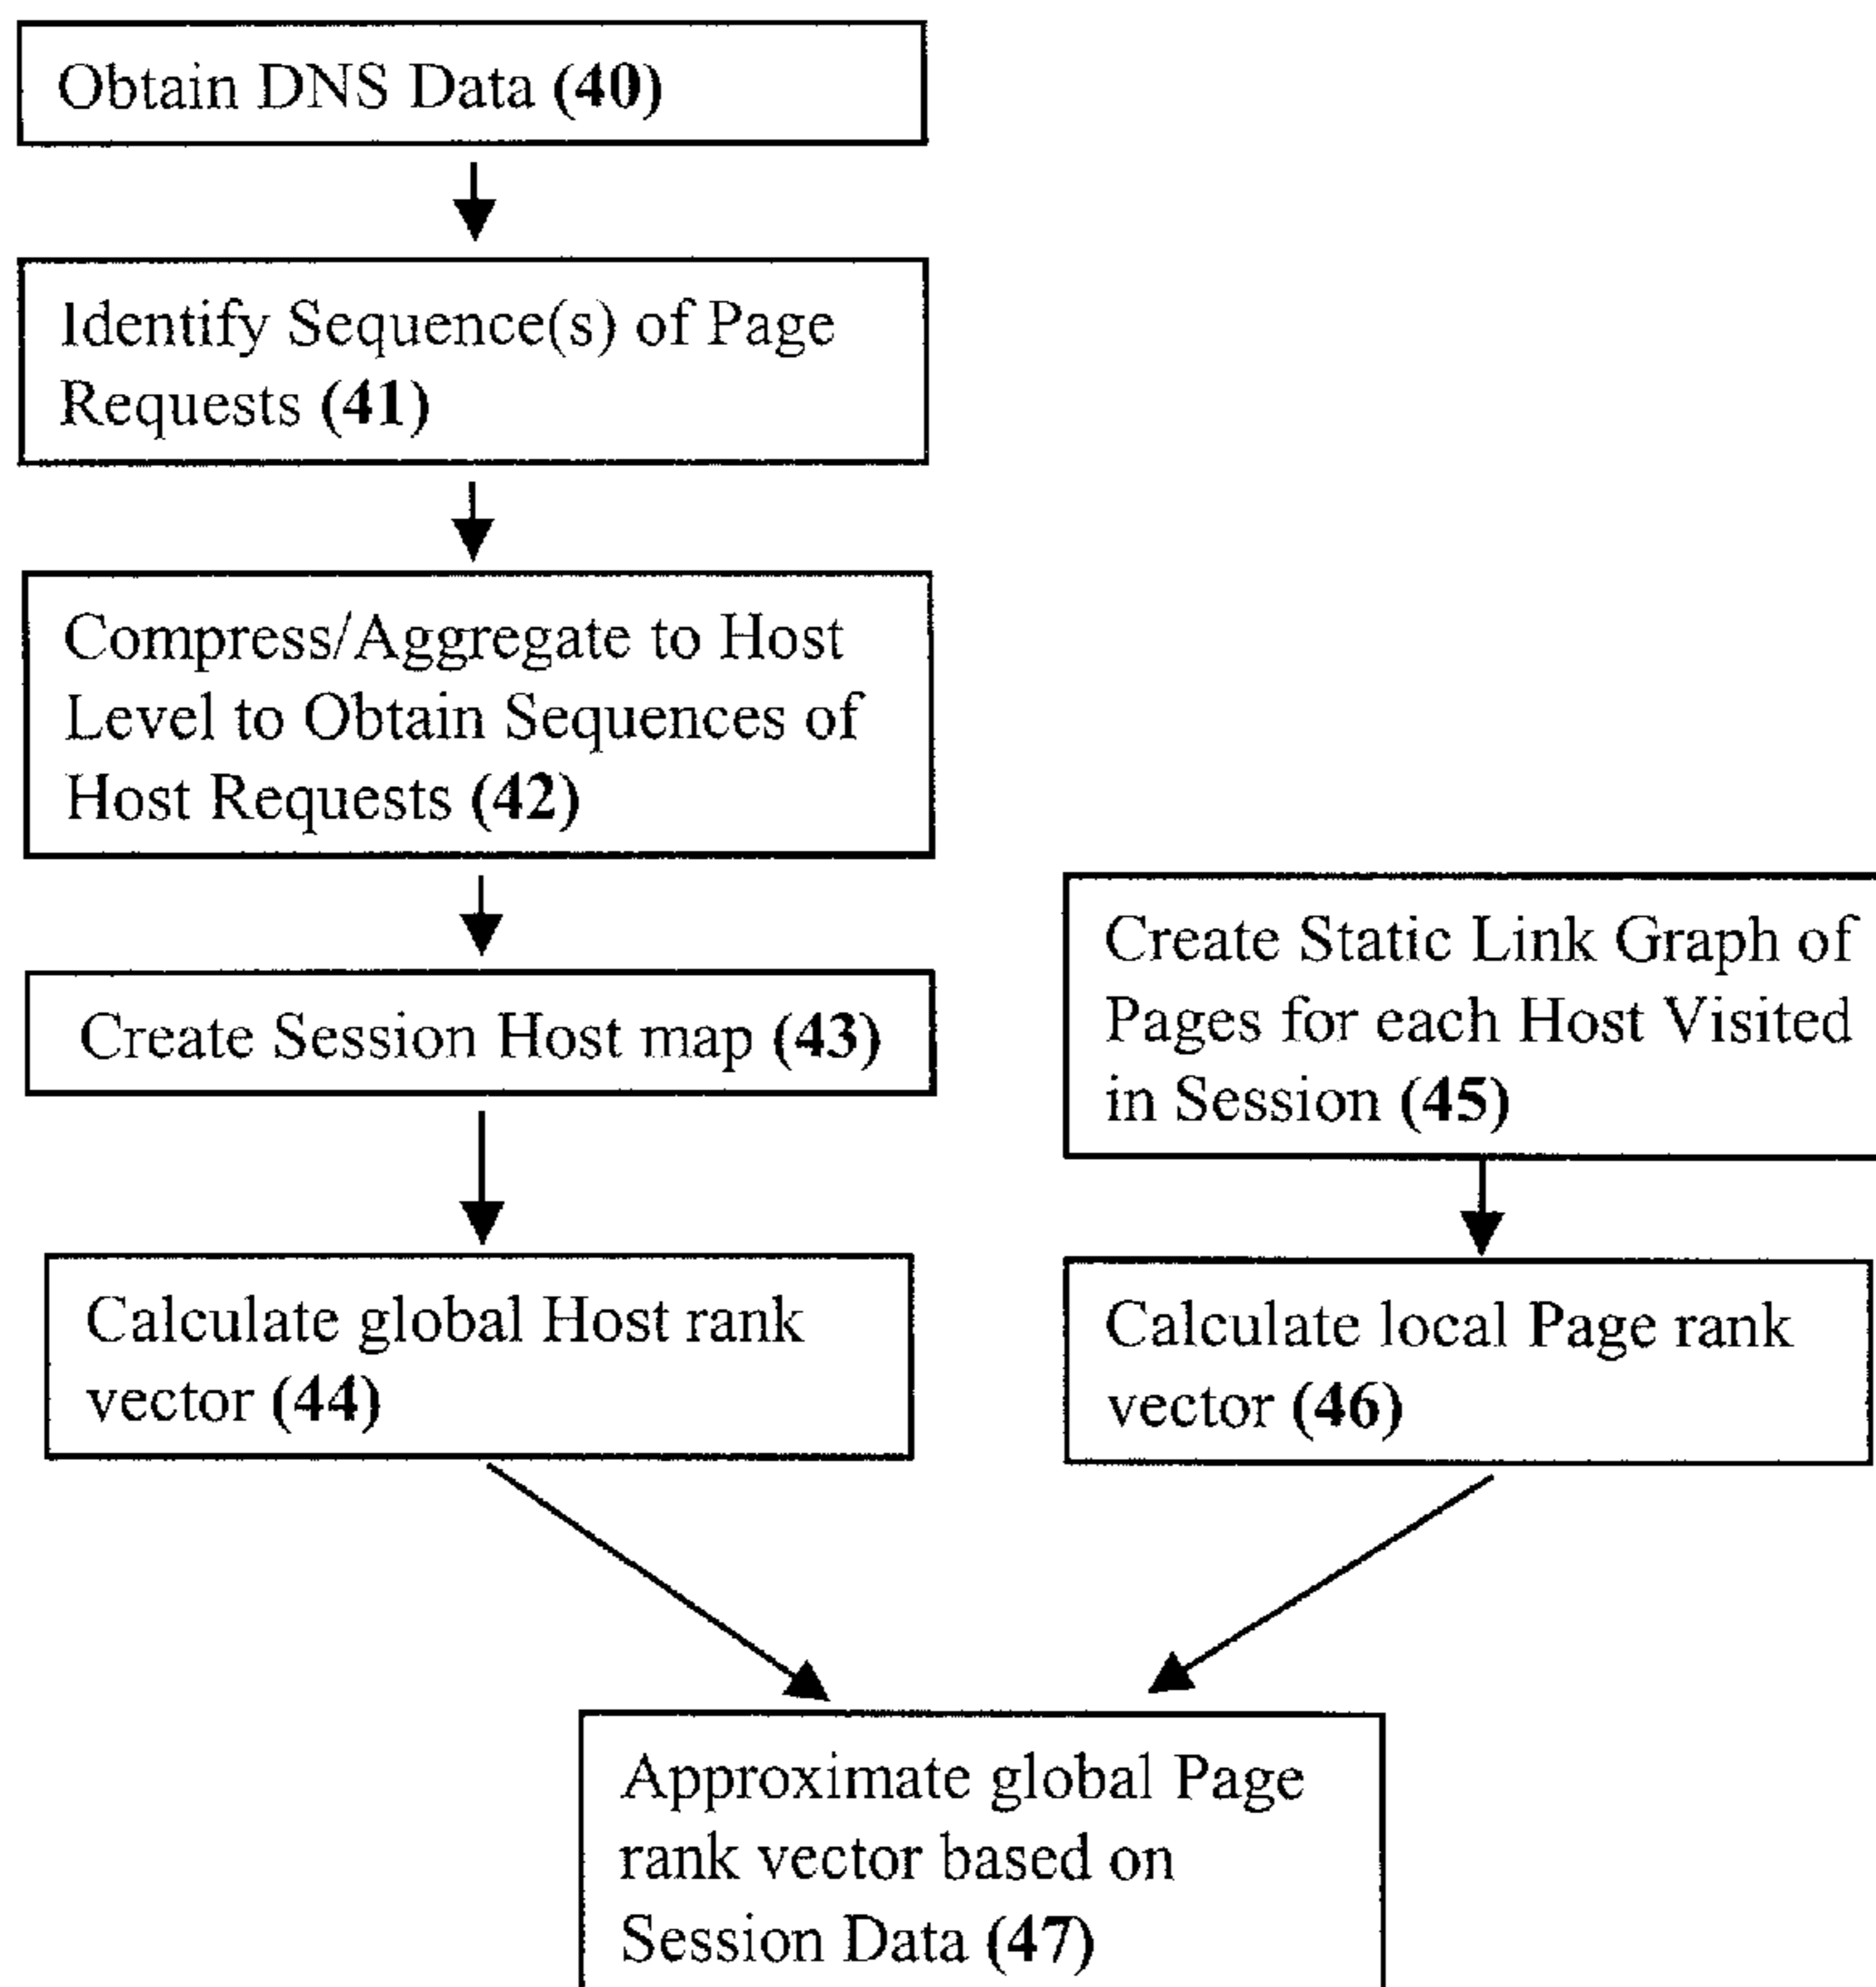 Obtain DNS Data (40)
Identify Sequence(s) of Page
Requests (41)
Compress/Aggregate to Host
Level to Obtain Sequences of
Host Requests (42)
Create Session Host map (43)
Calculate global Host rank
vector (44)
Create Static Link Graph of
Pages for each Host Visited
in Session (45)
Calculate local Page rank
vector (46)
Approximate global Page
rank vector based on
Session Data (47)